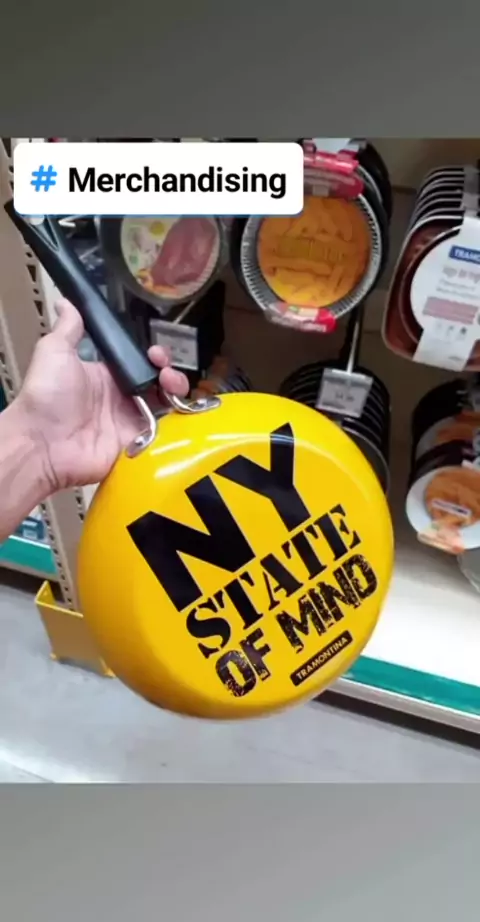 # Merchandising
NY
STATE
OF MIND
TRAMONTINA